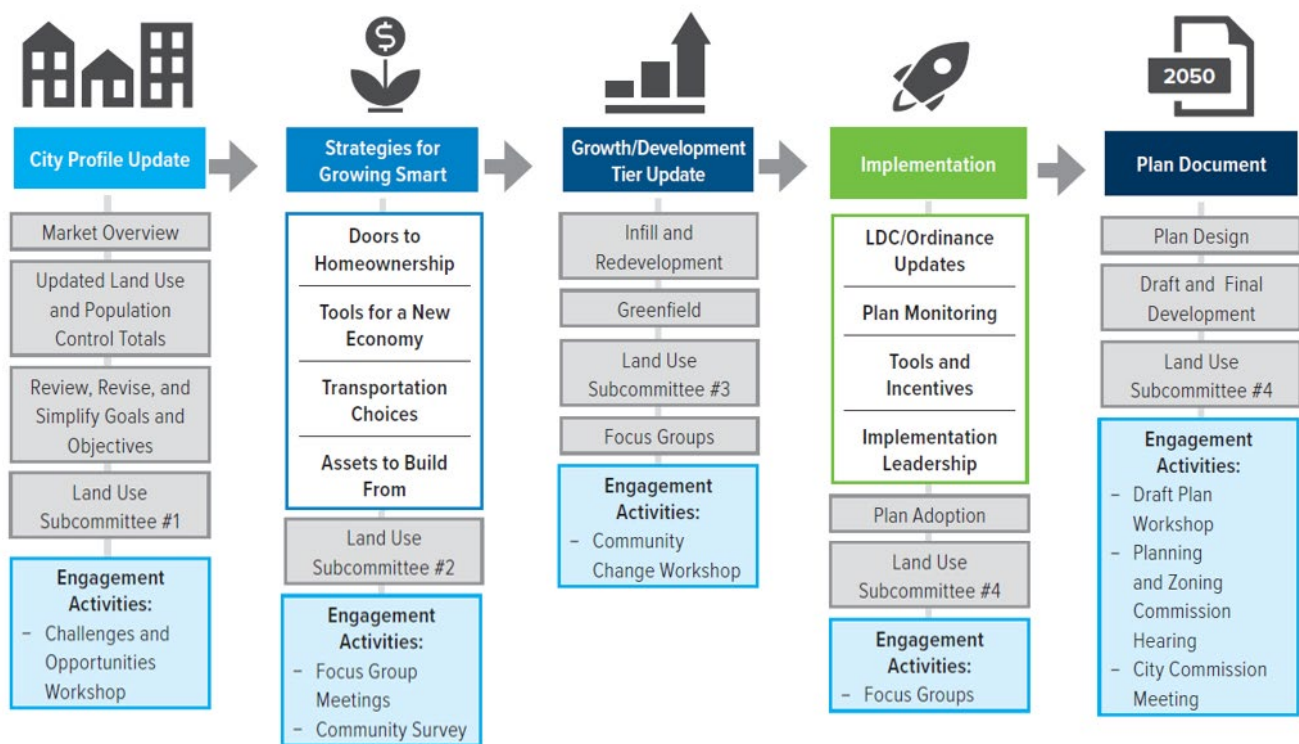 $
2050
City Profile Update
Market Overview
Updated Land Use
and Population
Control Totals
Review, Revise, and
Simplify Goals and
Objectives
Land Use
Subcommittee #1
Engagement
Activities:
– Challenges and
Opportunities
Workshop
Strategies for
Growing Smart
Doors to
Homeownership
Tools for a New
Economy
Transportation
Choices
Assets to Build
From
Land Use
Subcommittee #2
Engagement
Activities:
– Focus Group
Meetings
– Community Survey
Growth/Development
Tier Update
Infill and
Redevelopment
Greenfield
Land Use
Subcommittee #3
Focus Groups
Engagement
Activities:
– Community
Change Workshop
Implementation
LDC/Ordinance
Updates
Plan Monitoring
Tools and
Incentives
Implementation
Leadership
Plan Adoption
Land Use
Subcommittee #4
Engagement
Activities:
– Focus Groups
Plan Document
Plan Design
Draft and Final
Development
Land Use
Subcommittee #4
Engagement
Activities:
– Draft Plan
Workshop
– Planning
and Zoning
Commission
Hearing
– City Commission
Meeting